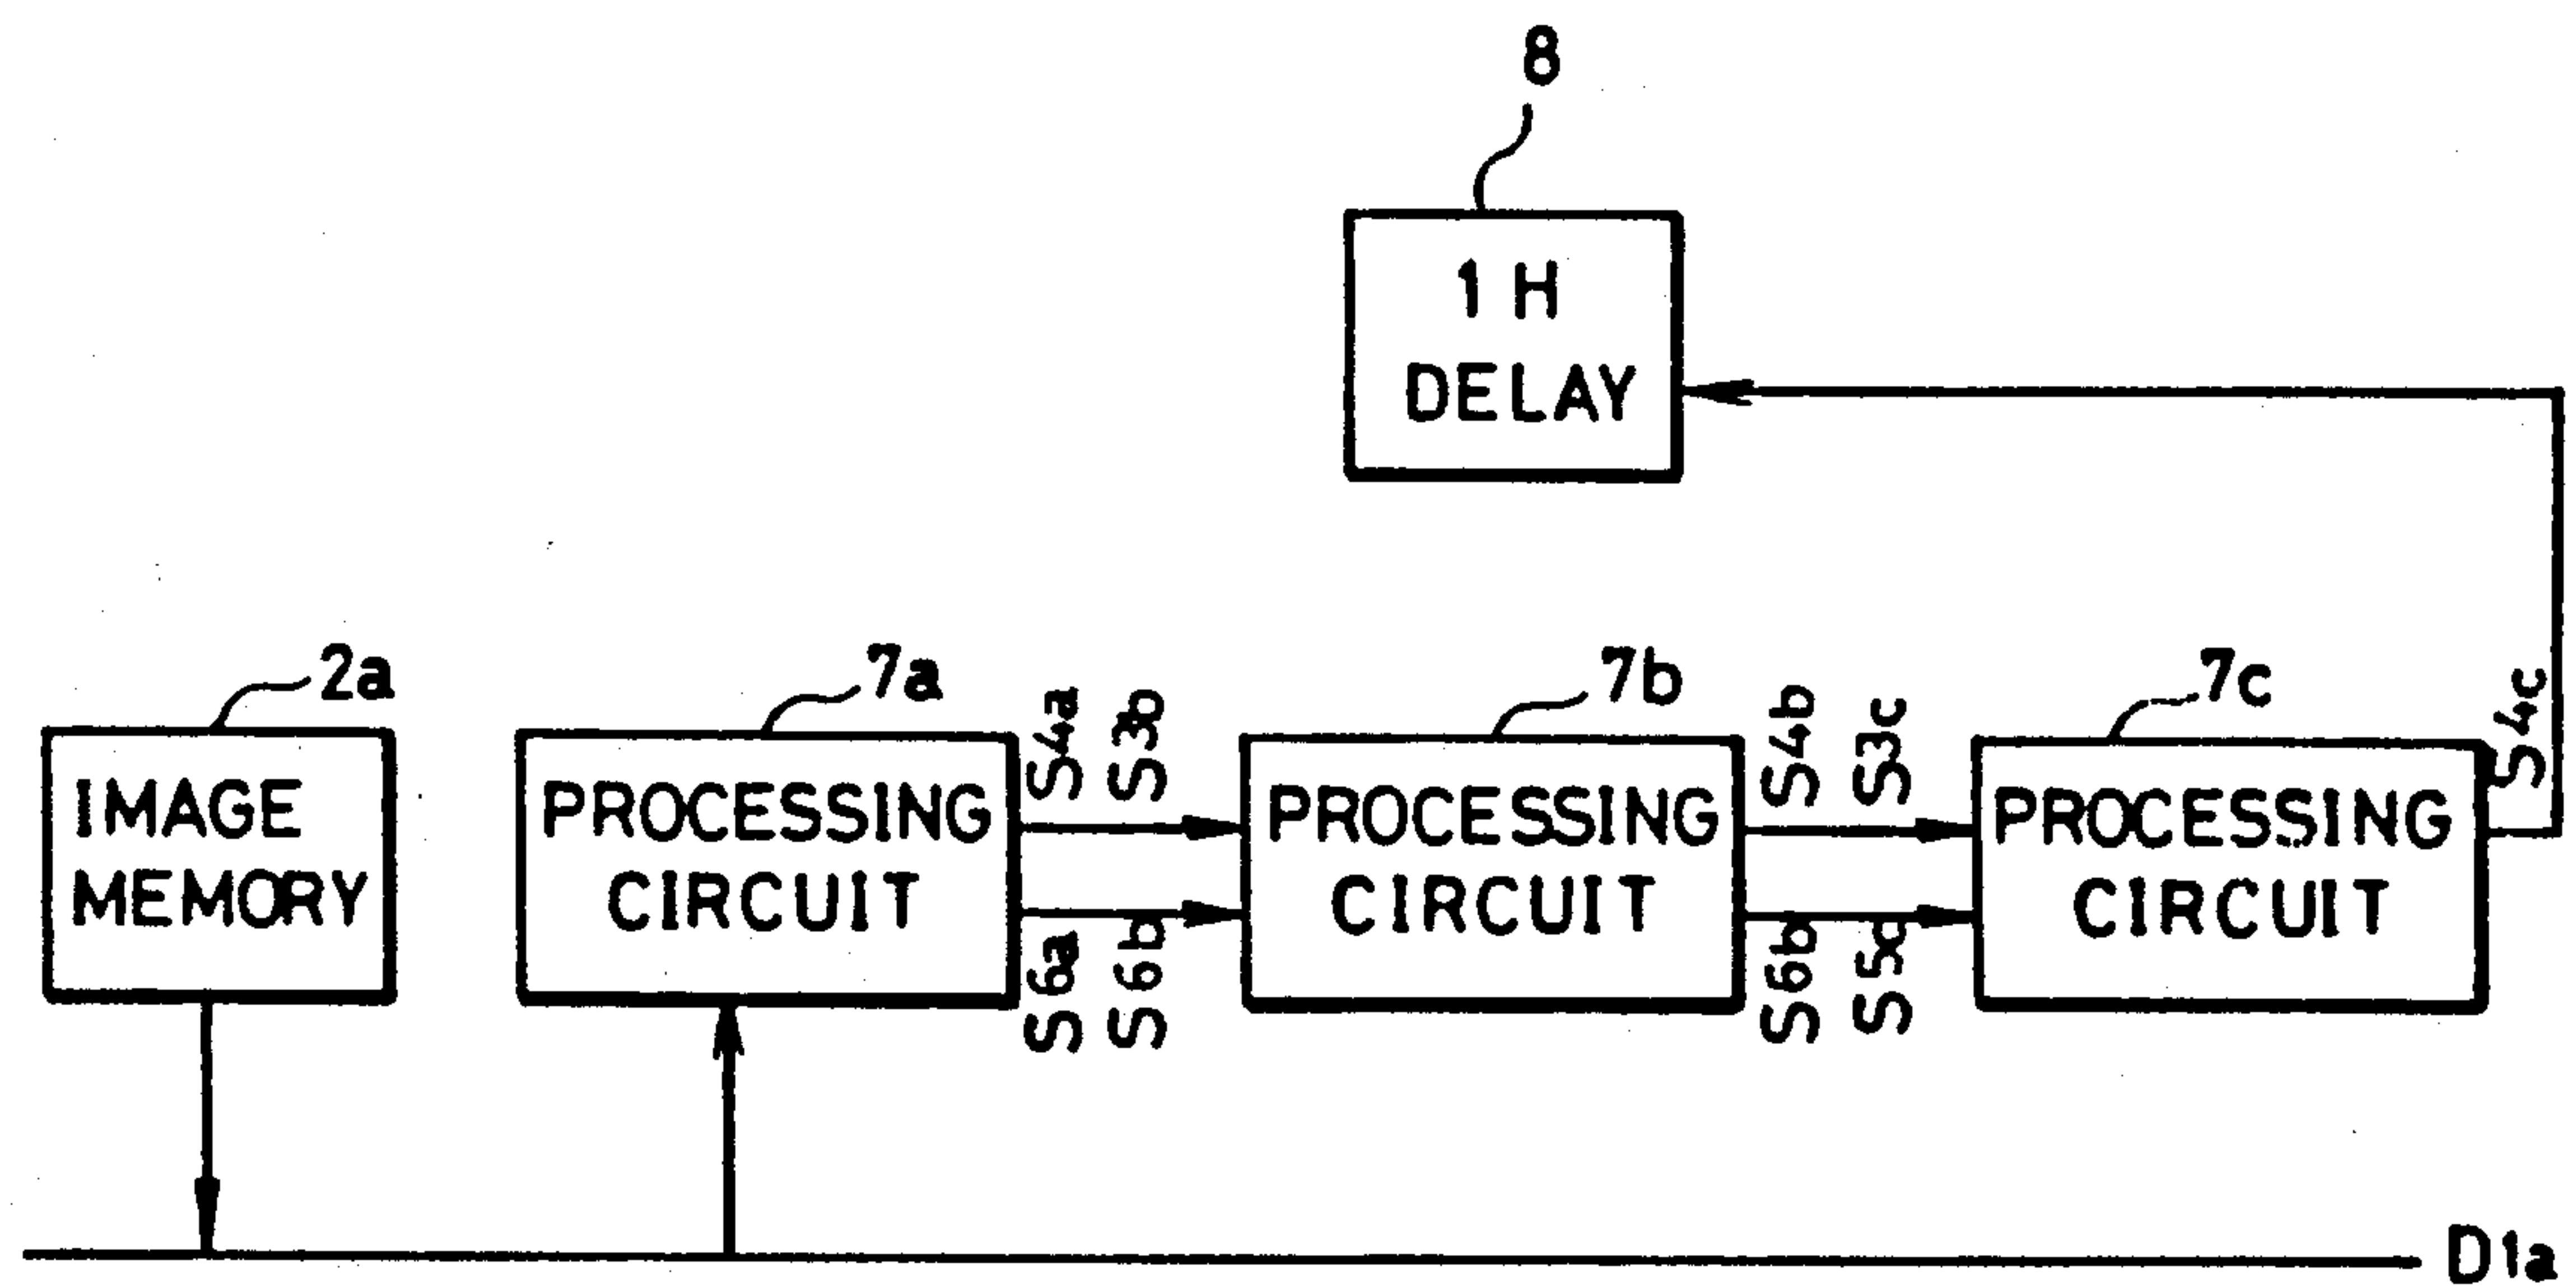 8
1 H
DELAY
2a
7a
7b
7c
S4a
S3b
S4b
S3c
S4c
IMAGE
MEMORY
PROCESSING
CIRCUIT
PROCESSING
CIRCUIT
PROCESSING
CIRCUIT
S6a
S6b
S6b
D1a